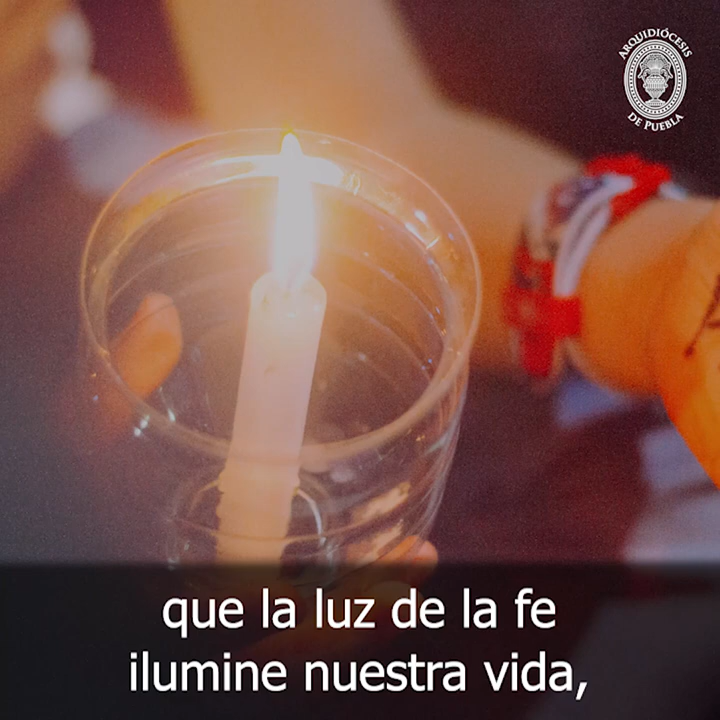 ARQUIDIÓCESIS
DE PUEBLA
que la luz de la fe
ilumine nuestra vida,